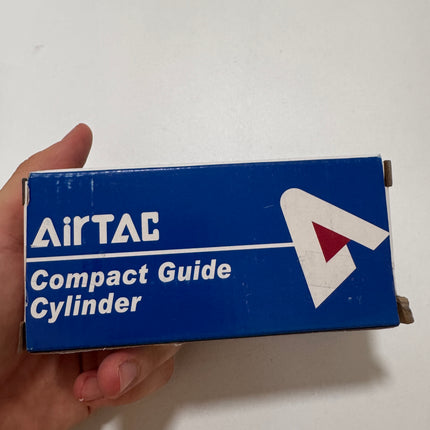 AirTAC
Compact Guide
Cylinder